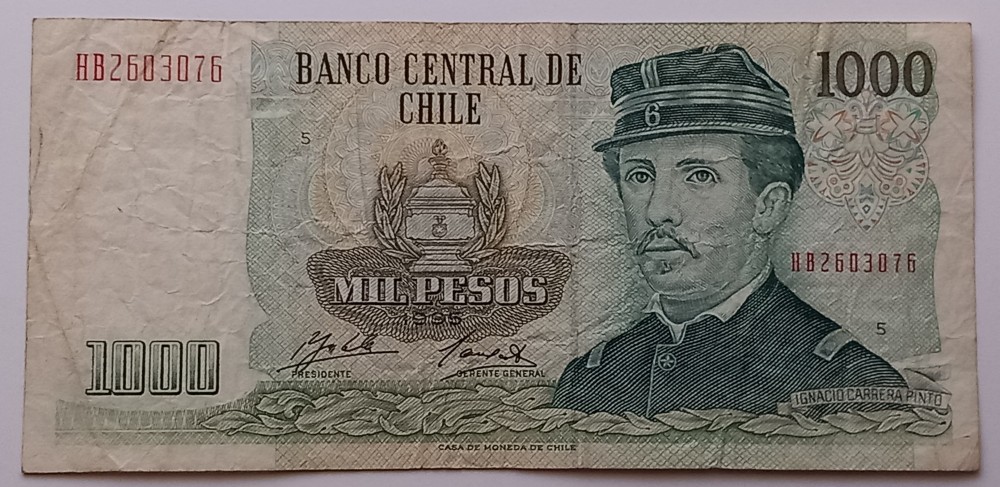 HB2603076
BANCO CENTRAL DE
CHILE
1000
5
6
HB2603076
MIL PESOS
5
1000
PRESIDENTE
GERENTE GENERAL
IGNACIO CARRERA PINTO
CASA DE MONEDA DE CHILE